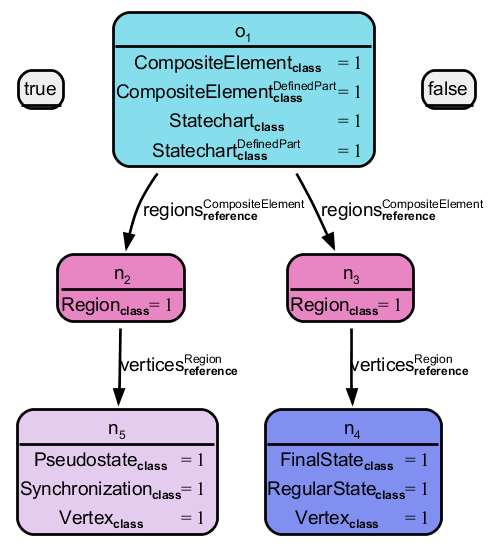 o1
CompositeElementclass = 1
CompositeElementDefinedPartclass = 1
Statechartclass = 1
StatechartDefinedPartclass = 1
true
false
regionsCompositeElementreference
regionsCompositeElementreference
n2
Regionclass = 1
n3
Regionclass = 1
verticesRegionreference
verticesRegionreference
n5
Pseudostateclass = 1
Synchronizationclass = 1
Vertexclass = 1
n4
FinalStateclass = 1
RegularStateclass = 1
Vertexclass = 1